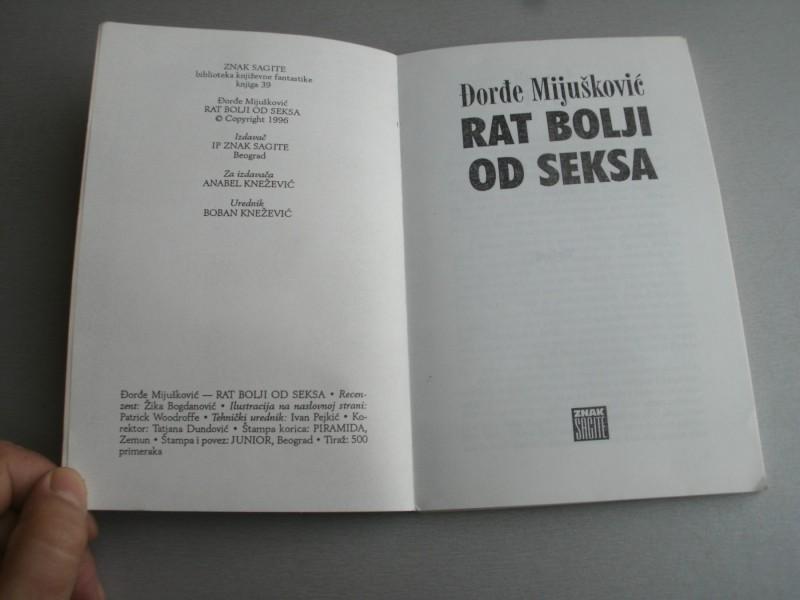 ZNAK SAGITE
biblioteka književne fantastike
knjiga 39
Đorđe Mijušković
RAT BOLJI OD SEKSA
© Copyright 1996
Izdavač
IP ZNAK SAGITE
Beograd
Za izdavača
ANABEL KNEŽEVIĆ
Urednik
BOBAN KNEŽEVIĆ
Đorđe Mijušković — RAT BOLJI OD SEKSA • Recen-
zent: Žika Bogdanović • Ilustracija na naslovnoj strani:
Patrick Woodroffe • Tehnički urednik: Ivan Pejkić • Ko-
rektor: Tatjana Dundović • Štampa korica: PIRAMIDA,
Zemun • Štampa i povez: JUNIOR, Beograd • Tiraž: 500
primeraka
Đorđe Mijušković
RAT BOLJI
OD SEKSA
ZNAK
SAGITE